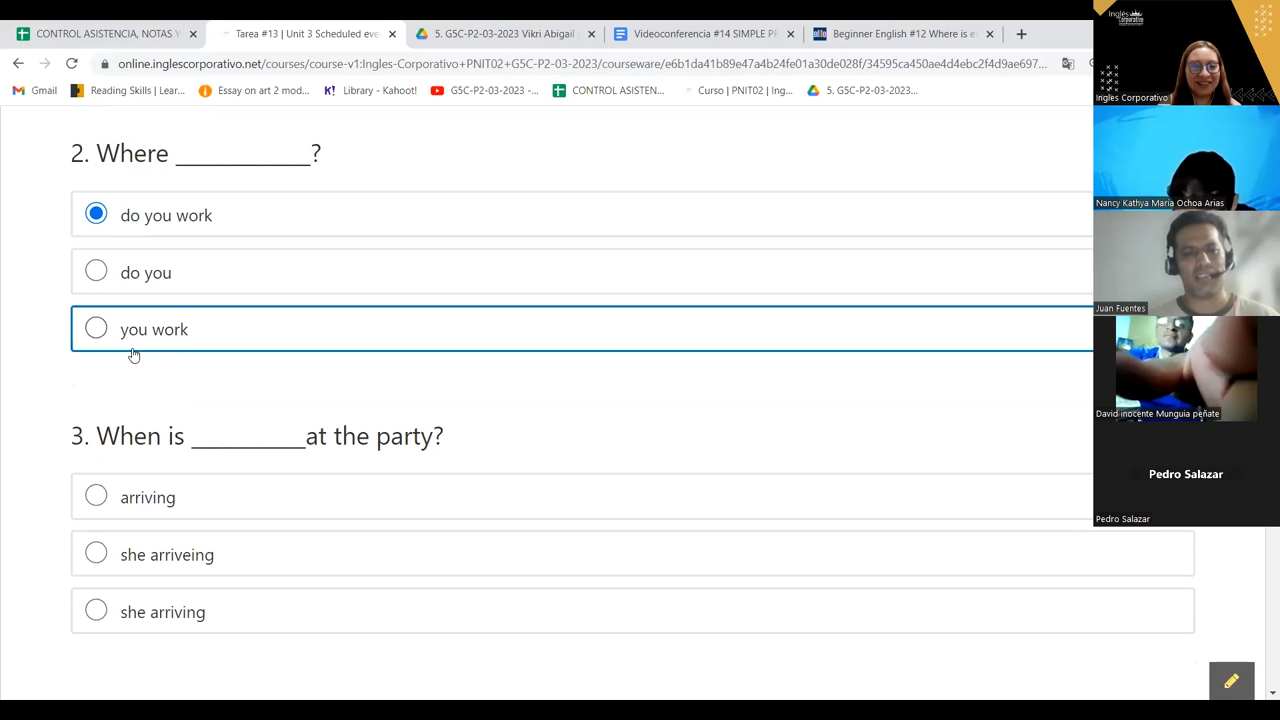 CONTROL ASISTENCIA, NOTAS Y
Tarea #13 | Unit 3 Scheduled eve
G5C-P2-03-2023 Vikri Abigail
Videoconferencia #14 SIMPLE PR
ello
Beginner English #12 Where is e
online.inglescorporativo.net/courses/course-v1:Ingles-Corporativo+PNIT02+G5C-P2-03-2023/courseware/e6b1da41b89e47a4b24fe01a30de028f/34595ca450ae4d4ebc2f4d9ae697...
Gmail
Reading Skills | Lear...
Essay on art 2 mod...
Library - Kahoot!
G5C-P2-03-2023 -...
CONTROL ASISTEN...
Curso | PNIT02 | Ing...
5. G5C-P2-03-2023...
2. Where ____________?
do you work
do you
you work
3. When is __________at the party?
arriving
she arriveing
she arriving
Inglés
Corporativo
Ingles Corporativo
Nancy Kathya Maria Ochoa Arias
Juan Fuentes
David inocente Munguia peñate
Pedro Salazar
Pedro Salazar